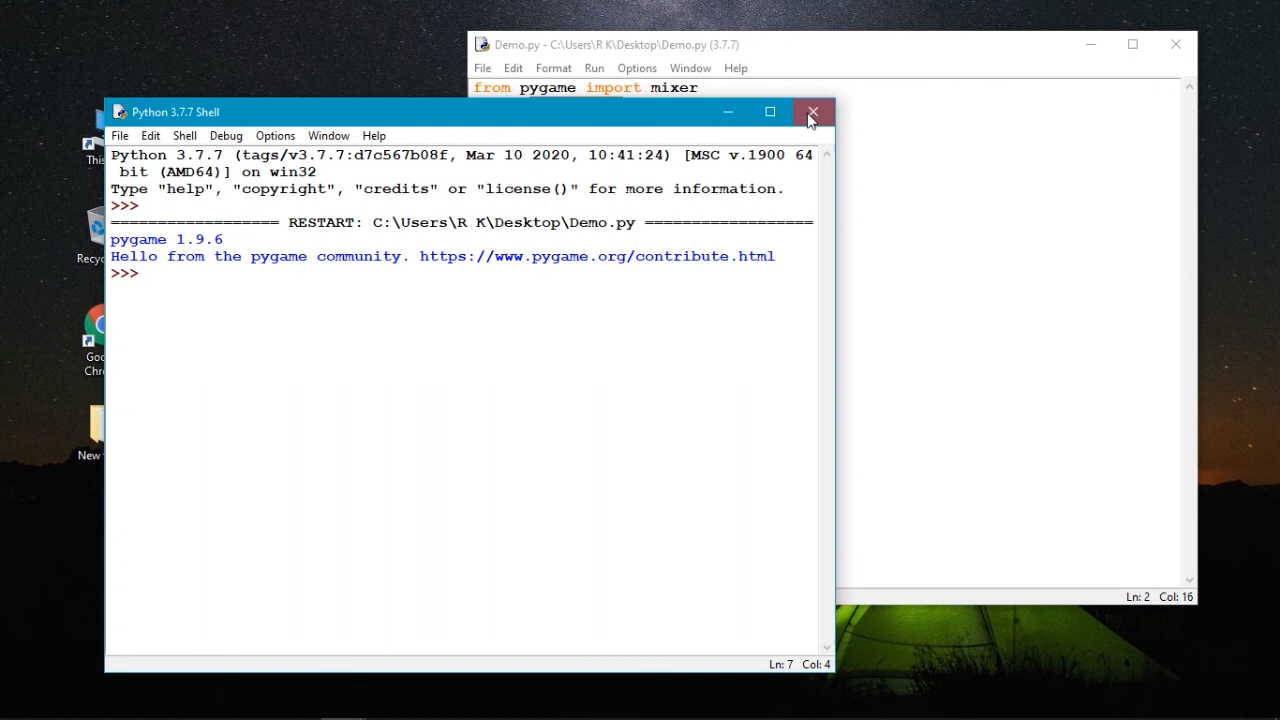 Demo.py - C:\Users\R K\Desktop\Demo.py (3.7.7)
File Edit Format Run Options Window Help
from pygame import mixer
Python 3.7.7 Shell
File Edit Shell Debug Options Window Help
Python 3.7.7 (tags/v3.7.7:d7c567b08f, Mar 10 2020, 10:41:24) [MSC v.1900 64
bit (AMD64)] on win32
Type "help", "copyright", "credits" or "license()" for more information.
>>>
================== RESTART: C:\Users\R K\Desktop\Demo.py ==================
pygame 1.9.6
Hello from the pygame community. https://www.pygame.org/contribute.html
>>>
Ln: 7 Col: 4
Ln: 2 Col: 16
This
Recyc
Goo
Chr
New